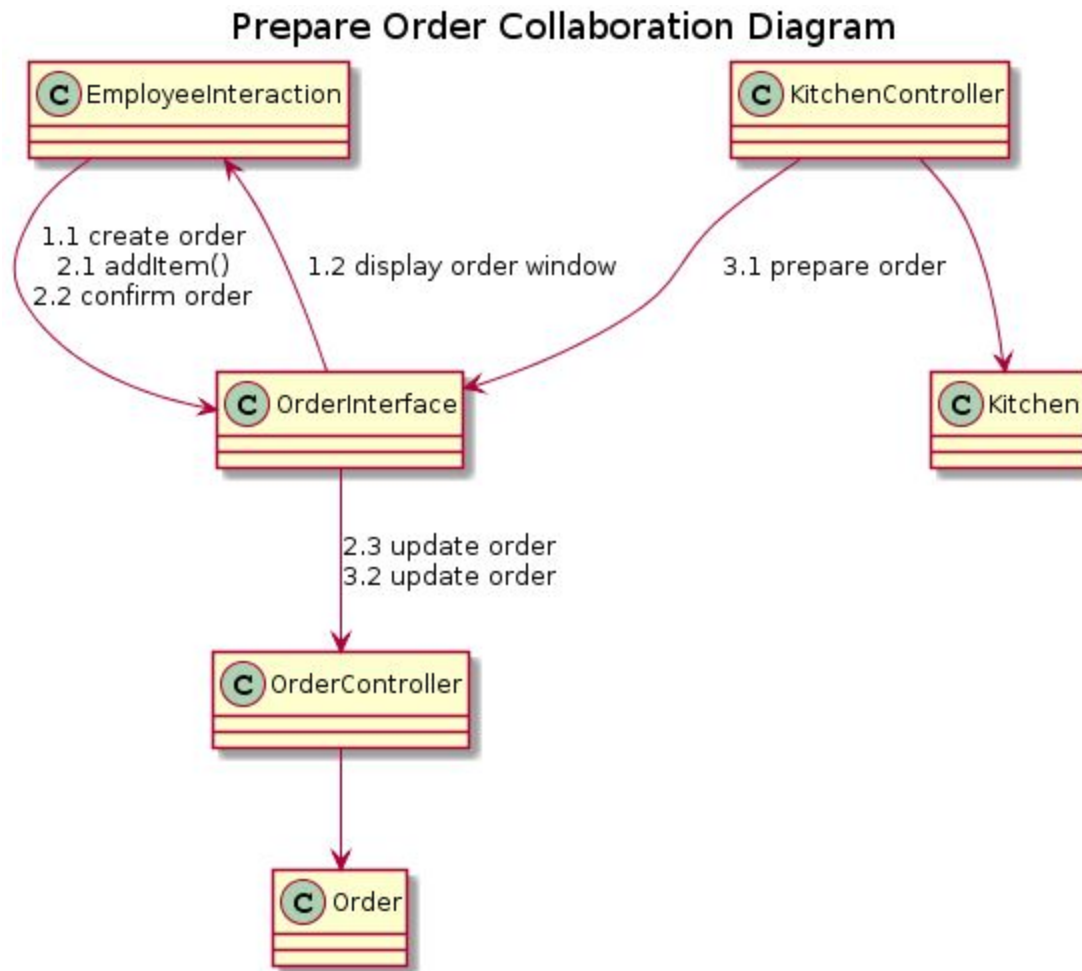 Prepare Order Collaboration Diagram
C EmployeeInteraction
C KitchenController
1.1 create order
2.1 addItem()
2.2 confirm order
1.2 display order window
3.1 prepare order
C OrderInterface
C Kitchen
2.3 update order
3.2 update order
C OrderController
C Order